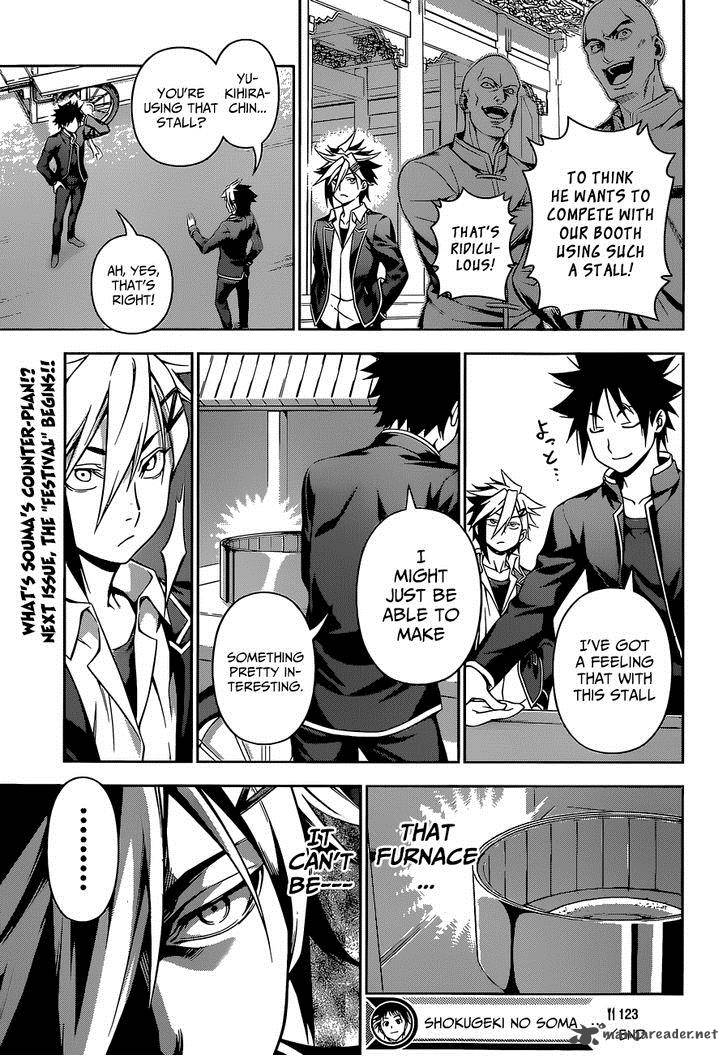 TO THINK
HE WANTS TO
COMPETE WITH
OUR BOOTH
USING SUCH
A STALL!
THAT'S
RIDICU-
LOUS!
YU-
KIHIRA-
CHIN...
YOU'RE
USING THAT
STALL?
AH, YES,
THAT'S
RIGHT!
よっと…
I'VE GOT
A FEELING
THAT WITH
THIS STALL
I
MIGHT
JUST BE
ABLE TO
MAKE
SOMETHING
PRETTY IN-
TERESTING.
WHAT'S SOUMA'S COUNTER-PLAN!?
NEXT ISSUE, THE "FESTIVAL" BEGINS!!
THAT
FURNACE
...
IT
CAN'T
BE---
........
SHOKUGEKI NO SOMA
123
END
mangareader.net